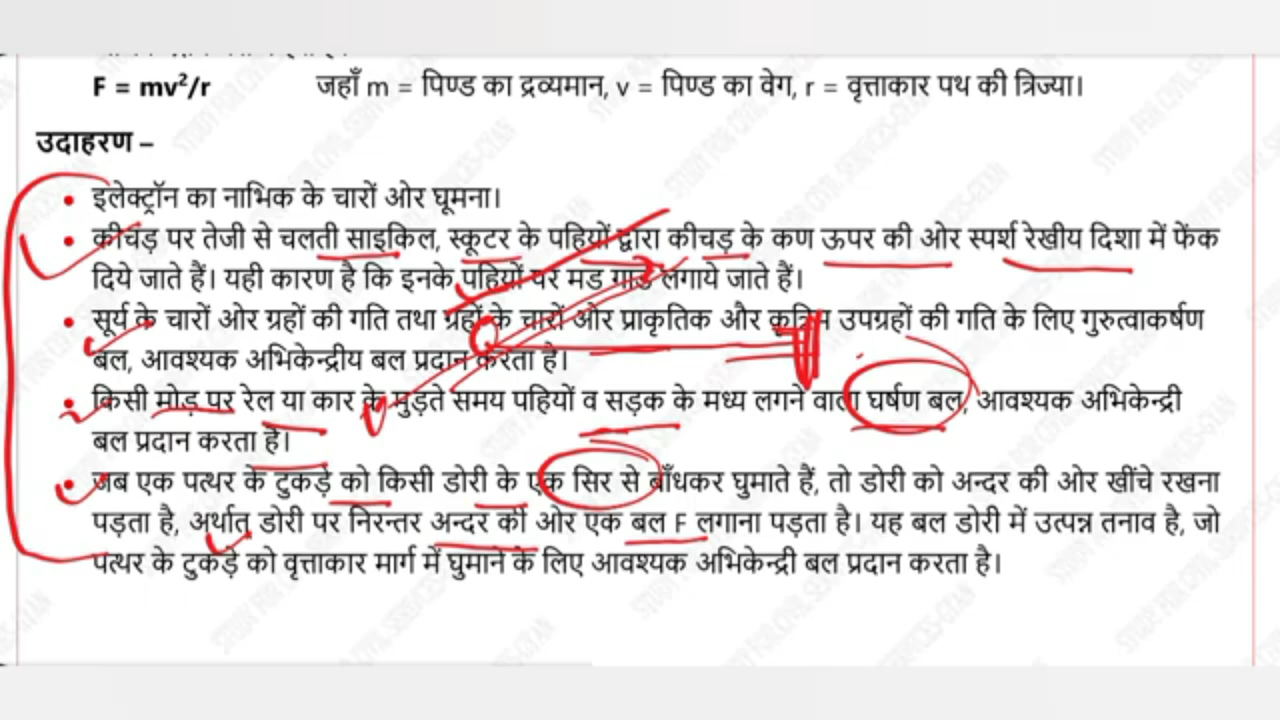 F = mv²/r जहाँ m = पिण्ड का द्रव्यमान, v = पिण्ड का वेग, r = वृत्ताकार पथ की त्रिज्या।
उदाहरण –
• इलेक्ट्रॉन का नाभिक के चारों ओर घूमना।
• कीचड़ पर तेजी से चलती साइकिल, स्कूटर के पहियों द्वारा कीचड़ के कण ऊपर की ओर स्पर्श रेखीय दिशा में फेंक
दिये जाते हैं। यही कारण है कि इनके पहियों पर मड गार्ड लगाये जाते हैं।
• सूर्य के चारों ओर ग्रहों की गति तथा ग्रहों के चारों ओर प्राकृतिक और कृत्रिम उपग्रहों की गति के लिए गुरुत्वाकर्षण
बल, आवश्यक अभिकेन्द्रीय बल प्रदान करता है।
• किसी मोड़ पर रेल या कार के मुड़ते समय पहियों व सड़क के मध्य लगने वाला घर्षण बल, आवश्यक अभिकेन्द्री
बल प्रदान करता है।
• जब एक पत्थर के टुकड़े को किसी डोरी के एक सिर से बाँधकर घुमाते हैं, तो डोरी को अन्दर की ओर खींचे रखना
पड़ता है, अर्थात् डोरी पर निरन्तर अन्दर की ओर एक बल F लगाना पड़ता है। यह बल डोरी में उत्पन्न तनाव है, जो
पत्थर के टुकड़े को वृत्ताकार मार्ग में घुमाने के लिए आवश्यक अभिकेन्द्री बल प्रदान करता है।